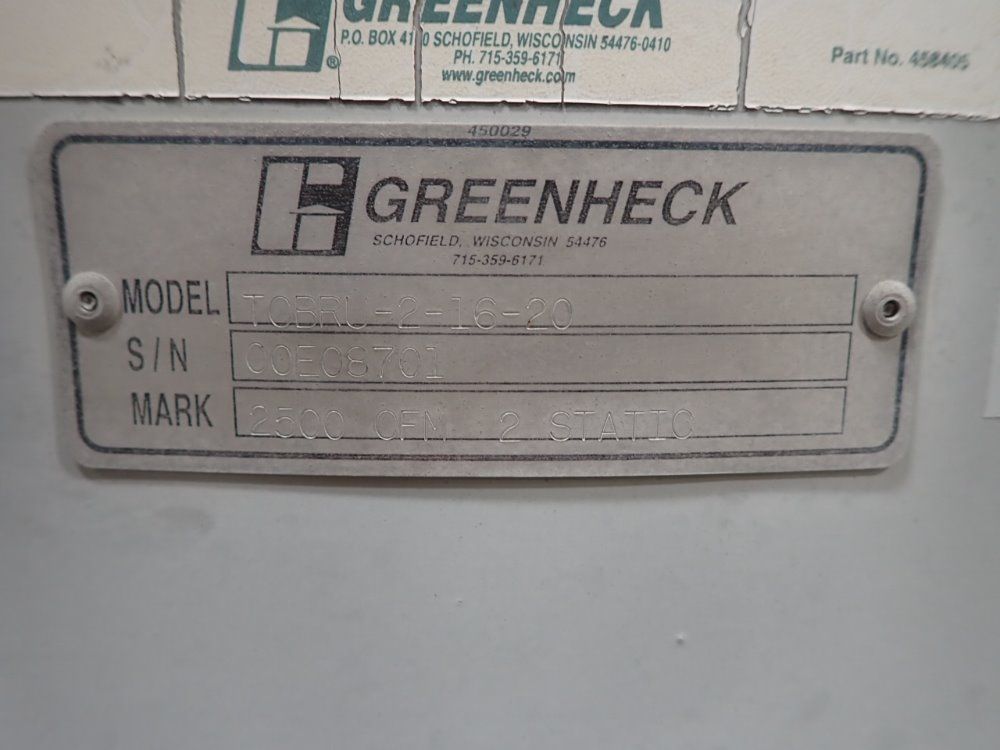 GREENHECK
P.O. BOX 410 SCHOFIELD, WISCONSIN 54476-0410
PH. 715-359-6171
www.greenheck.com
Part No. 458405
450029
GREENHECK
SCHOFIELD, WISCONSIN 54476
715-359-6171
MODEL TCBRU-2-16-20
S/N 00E08701
MARK 2500 CFM 2 STATIC